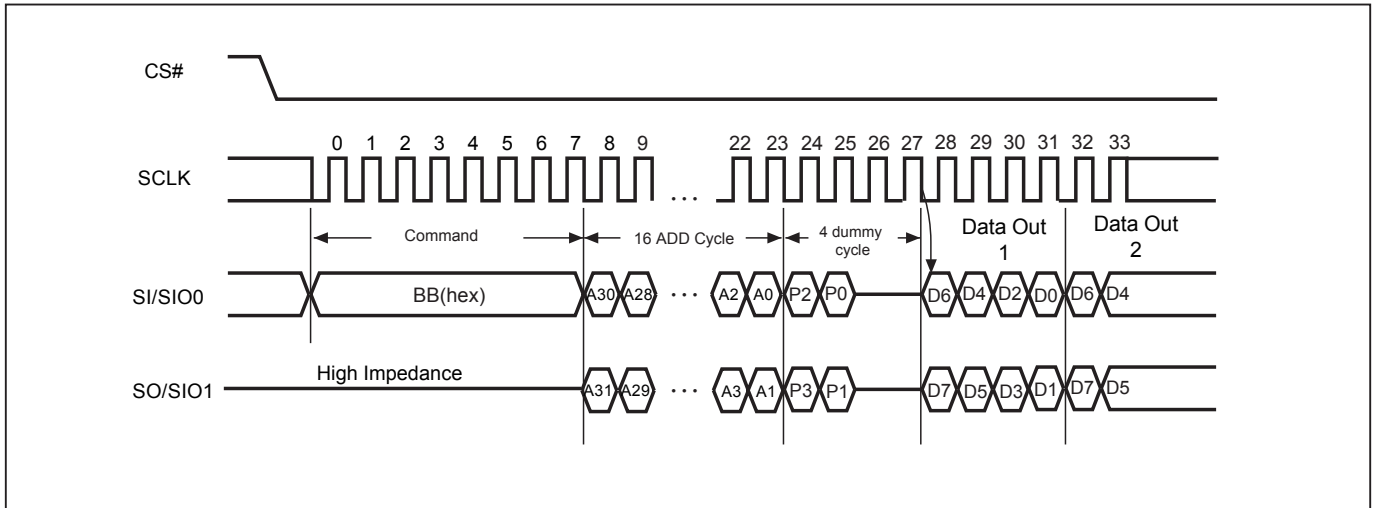 CS#
0 1 2 3 4 5 6 7 8 9 22 23 24 25 26 27 28 29 30 31 32 33
SCLK
...
Command
16 ADD Cycle
4 dummy
cycle
Data Out
1
Data Out
2
SI/SIO0
BB(hex)
A30 A28 ... A2 A0 P2 P0 D6 D4 D2 D0 D6 D4
SO/SIO1
High Impedance
A31 A29 ... A3 A1 P3 P1 D7 D5 D3 D1 D7 D5